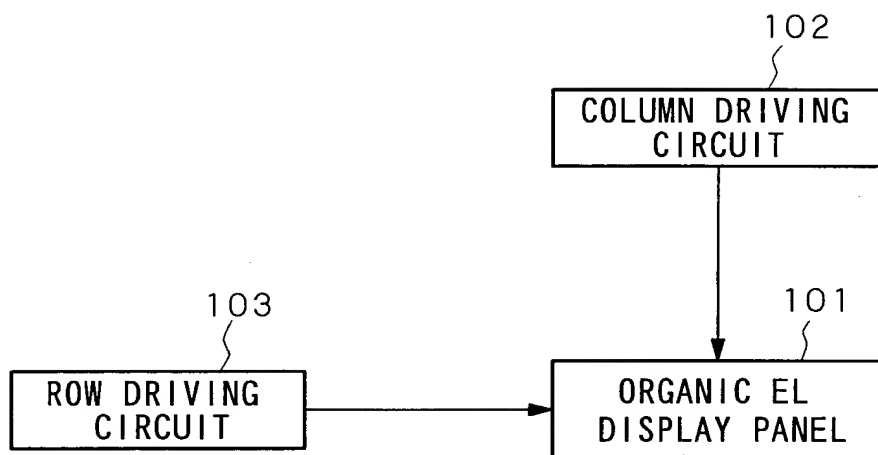 102
COLUMN DRIVING
CIRCUIT
103
101
ROW DRIVING
CIRCUIT
ORGANIC EL
DISPLAY PANEL